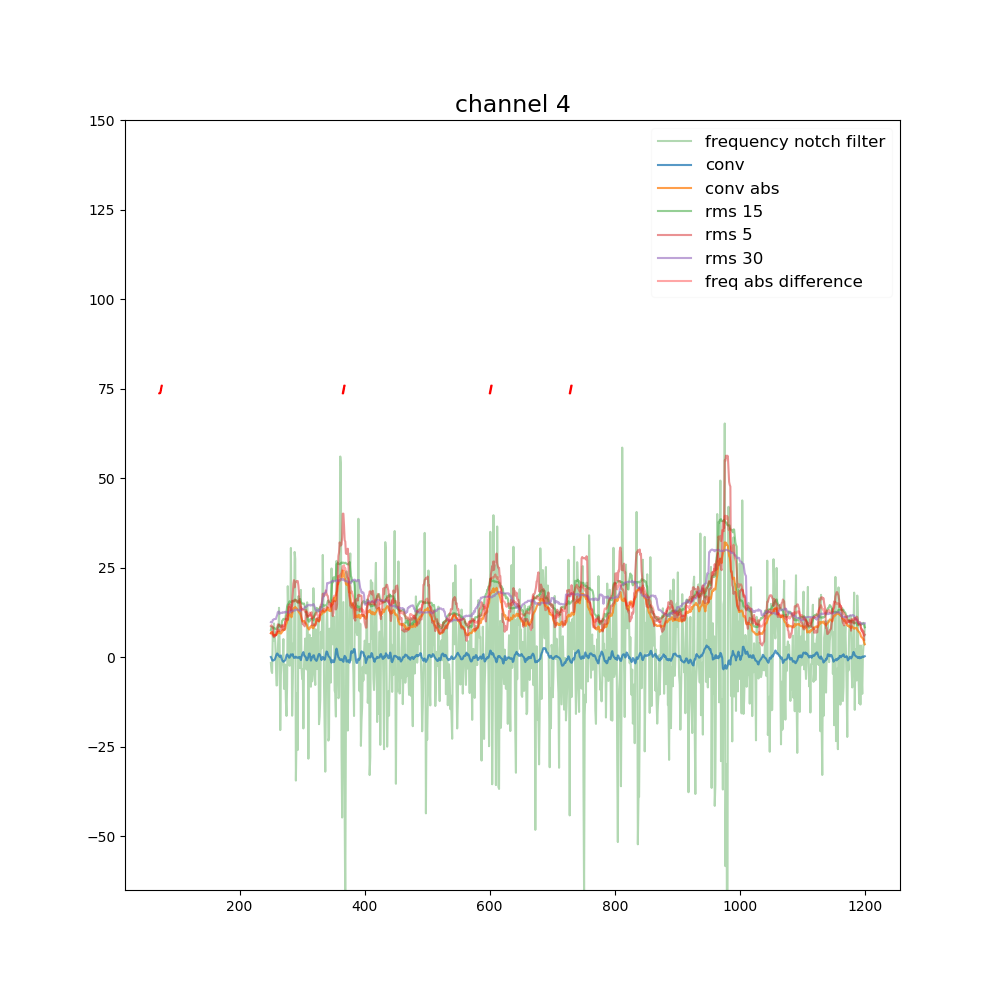 channel 4
150
125
100
75
50
25
0
−25
−50
200 400 600 800 1000 1200
frequency notch filter
conv
conv abs
rms 15
rms 5
rms 30
freq abs difference